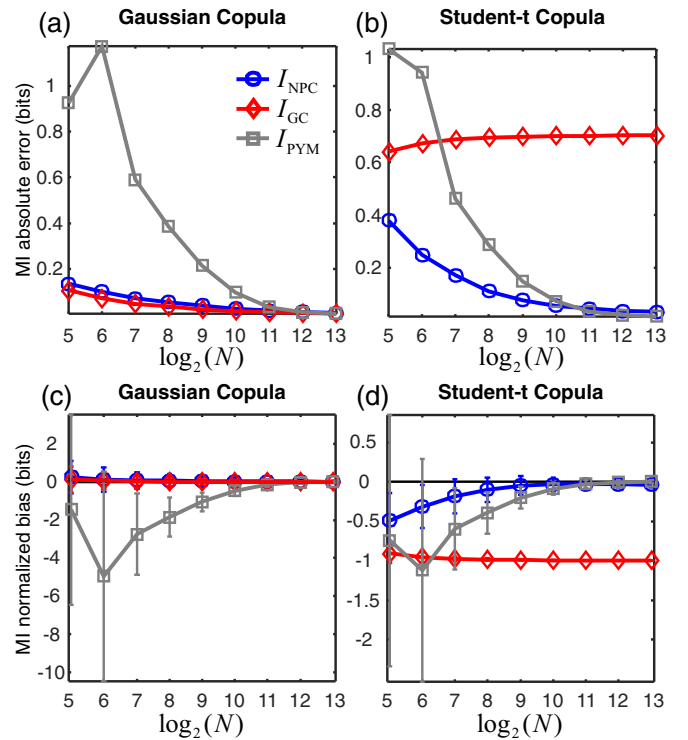 (a) Gaussian Copula
MI absolute error (bits)
1
0.8
0.6
0.4
0.2
I_NPC
I_GC
I_PYM
5 6 7 8 9 10 11 12 13
log₂(N)
(b) Student-t Copula
1
0.8
0.6
0.4
0.2
5 6 7 8 9 10 11 12 13
log₂(N)
(c) Gaussian Copula
MI normalized bias (bits)
2
0
-2
-4
-6
-8
-10
5 6 7 8 9 10 11 12 13
log₂(N)
(d) Student-t Copula
0.5
0
-0.5
-1
-1.5
-2
5 6 7 8 9 10 11 12 13
log₂(N)